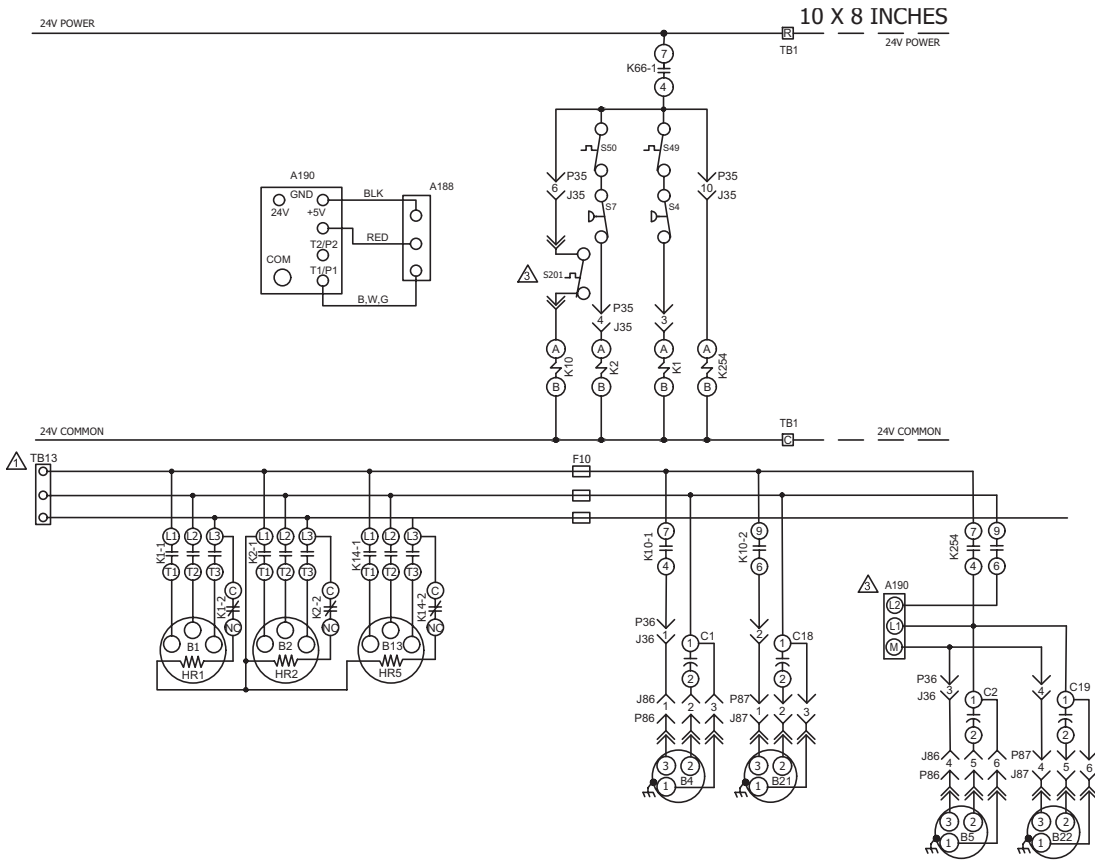 10 X 8 INCHES
24V POWER
R
24V POWER
TB1
7
K66-1
4
S50
S49
P35
6
J35
P35
10
J35
S7
S4
A190
GND
BLK
A188
24V
+5V
RED
T2/P2
COM
T1/P1
B,W,G
3
S201
P35
4
J35
3
A
A
A
A
K10
K2
K1
K254
B
B
B
B
24V COMMON
TB1
24V COMMON
C
1
TB13
F10
L1
L2
L3
L1
L2
L3
L1
L2
L3
K1-1
K2-1
K14-1
T1
T2
T3
T1
T2
T3
T1
T2
T3
C
C
C
K1-2
K2-2
K14-2
NC
NC
NC
B1
B2
B13
HR1
HR2
HR5
7
K10-1
4
9
K10-2
6
7
9
K254
4
6
3
A190
L2
L1
M
P36
1
J36
2
1
C1
2
1
C18
2
J86
1
2
3
P86
P87
1
2
3
J87
3
2
B4
1
3
2
B21
1
P36
3
J36
4
1
C2
2
1
C19
2
J86
4
5
6
P86
P87
4
5
6
J87
3
2
B5
1
3
2
B22
1